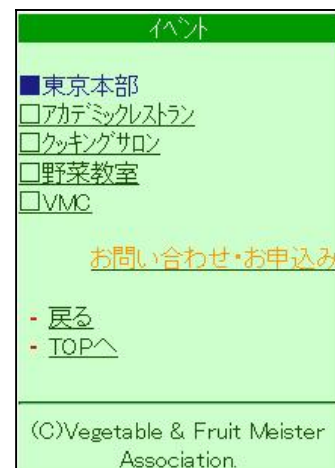 イベント
■東京本部
□アカデミックレストラン
□クッキングサロン
□野菜教室
□VMC
お問い合わせ・お申込み
- 戻る
- TOPへ
(C)Vegetable & Fruit Meister
Association.